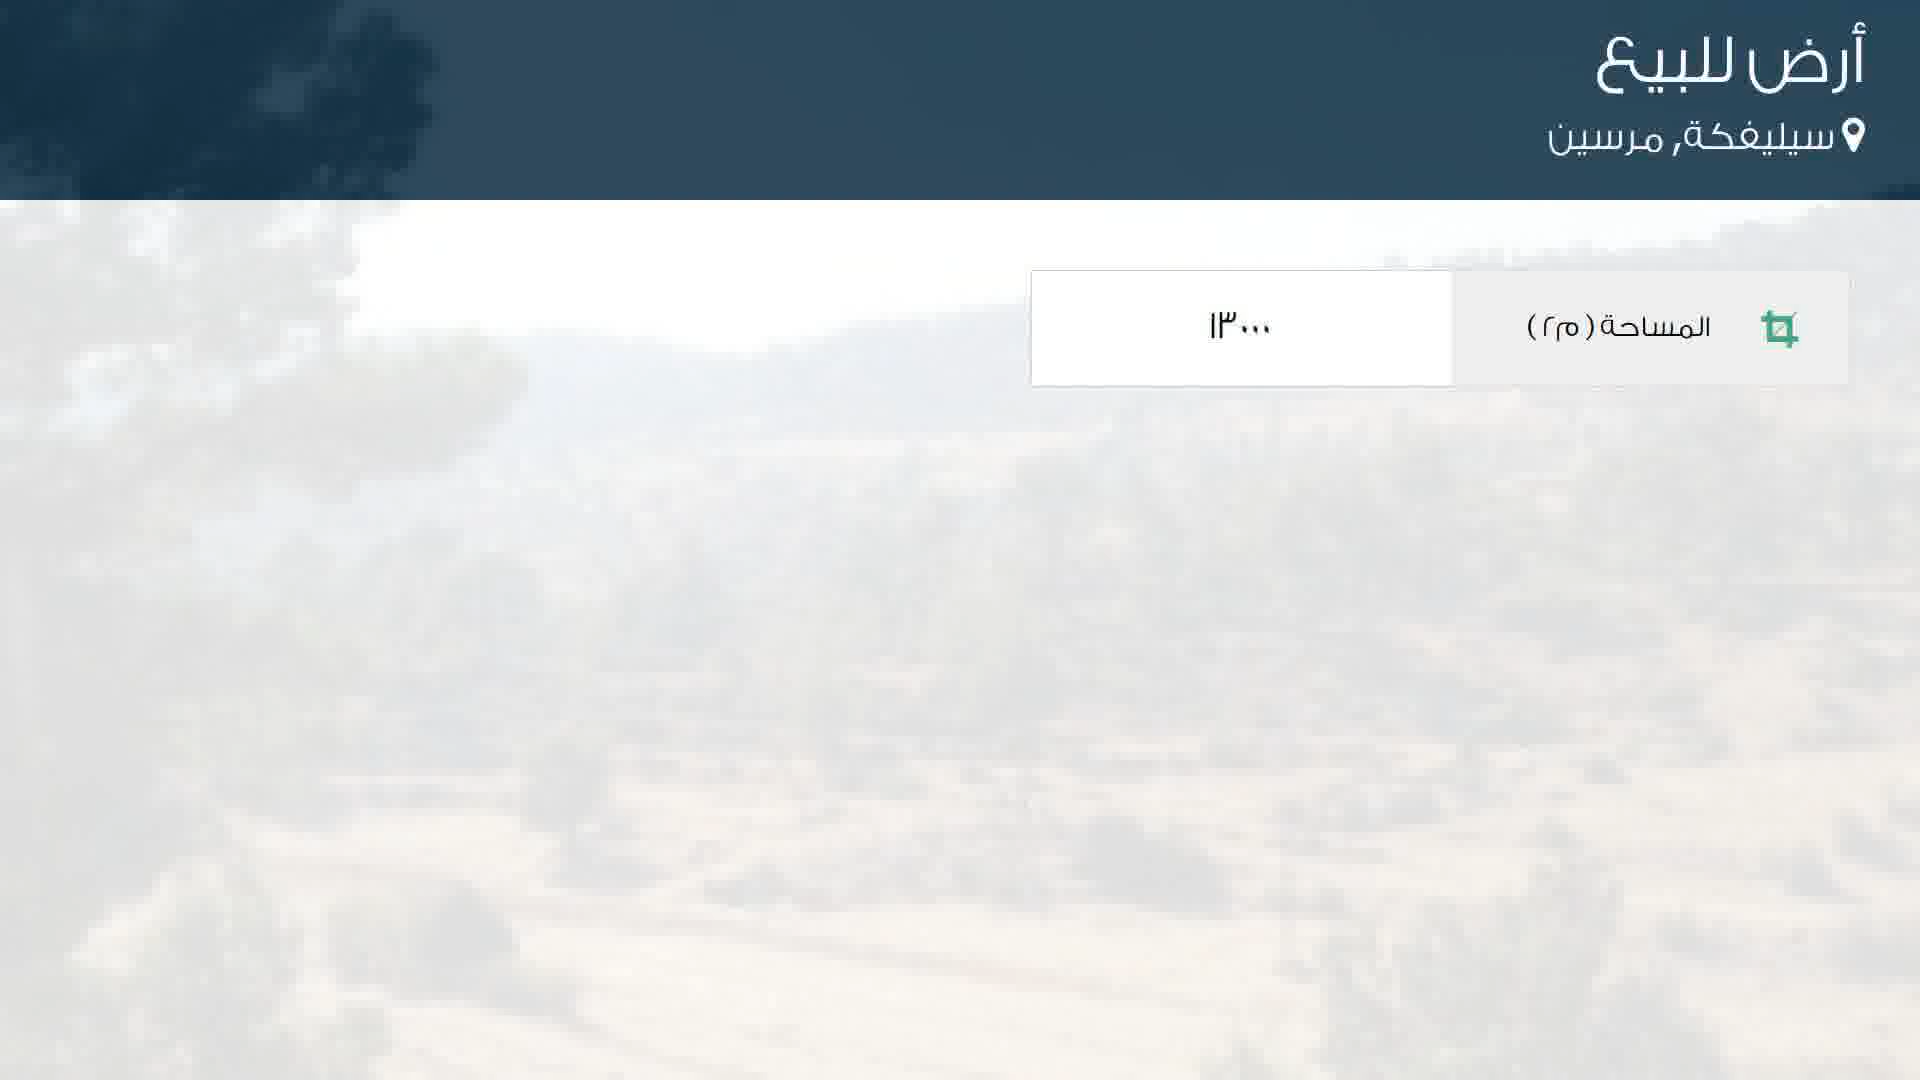 أرض للبيع
سيليفكة, مرسين
المساحة (م٢)
١٣٠٠٠